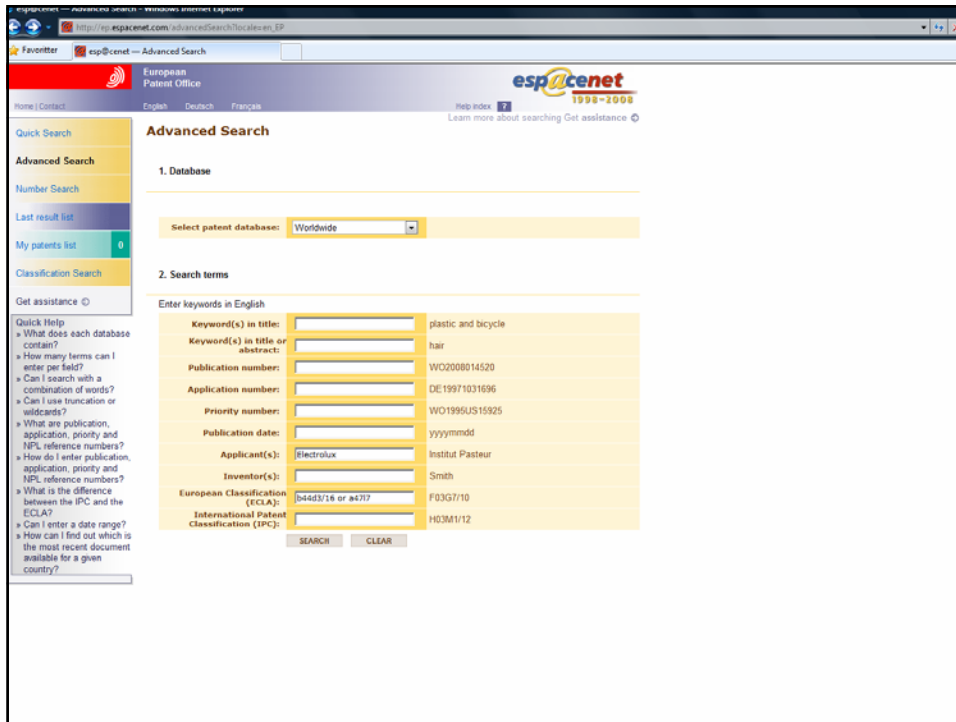 esp@cenet — Advanced Search - Windows Internet Explorer
http://ep.espacenet.com/advancedSearch?locale=en_EP
Favoritter
esp@cenet — Advanced Search
European
Patent Office
esp@cenet
1998-2008
Home | Contact
English Deutsch Français
Help index ?
Learn more about searching Get assistance
Quick Search
Advanced Search
Number Search
Last result list
My patents list 0
Classification Search
Get assistance
Quick Help
» What does each database
contain?
» How many terms can I
enter per field?
» Can I search with a
combination of words?
» Can I use truncation or
wildcards?
» What are publication,
application, priority and
NPL reference numbers?
» How do I enter publication,
application, priority and
NPL reference numbers?
» What is the difference
between the IPC and the
ECLA?
» Can I enter a date range?
» How can I find out which is
the most recent document
available for a given
country?
Advanced Search
1. Database
Select patent database: Worldwide
2. Search terms
Enter keywords in English
Keyword(s) in title: plastic and bicycle
Keyword(s) in title or
abstract: hair
Publication number: WO2008014520
Application number: DE19971031696
Priority number: WO1995US15925
Publication date: yyyymmdd
Applicant(s): Electrolux Institut Pasteur
Inventor(s): Smith
European Classification
(ECLA): b44d3/16 or a47l7 F03G7/10
International Patent
Classification (IPC): H03M1/12
SEARCH CLEAR